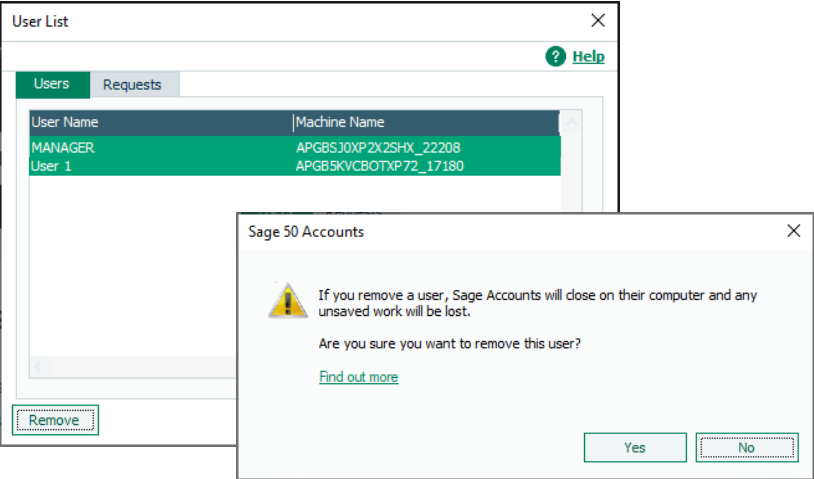 User List
? Help
Users Requests
User Name Machine Name
MANAGER APGBSJ0XP2X2SHX_22208
User 1 APGB5KVCBOTXP72_17180
Remove
Sage 50 Accounts
If you remove a user, Sage Accounts will close on their computer and any
unsaved work will be lost.
Are you sure you want to remove this user?
Find out more
Yes No